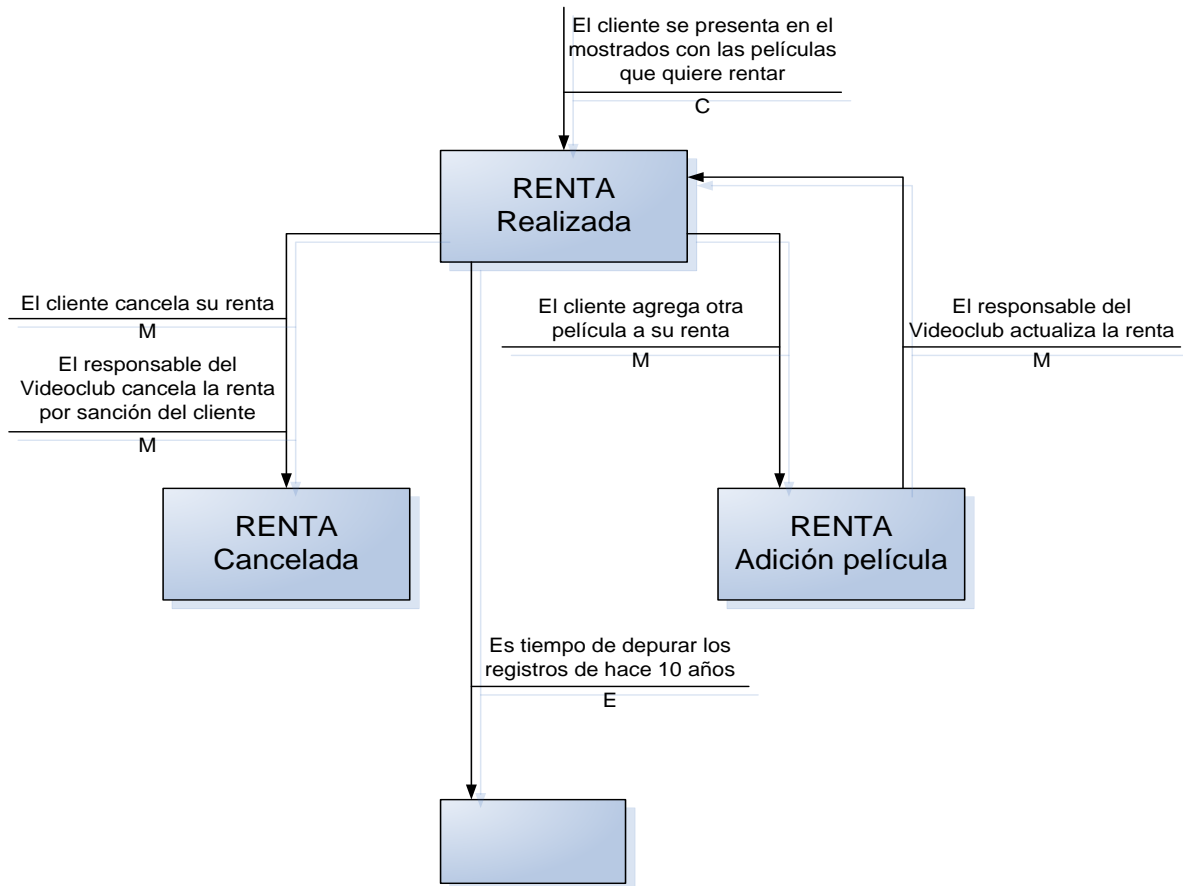 El cliente se presenta en el
mostrados con las películas
que quiere rentar
C
RENTA
Realizada
El cliente cancela su renta
M
El responsable del
Videoclub cancela la renta
por sanción del cliente
M
El cliente agrega otra
película a su renta
M
El responsable del
Videoclub actualiza la renta
M
RENTA
Cancelada
RENTA
Adición película
Es tiempo de depurar los
registros de hace 10 años
E